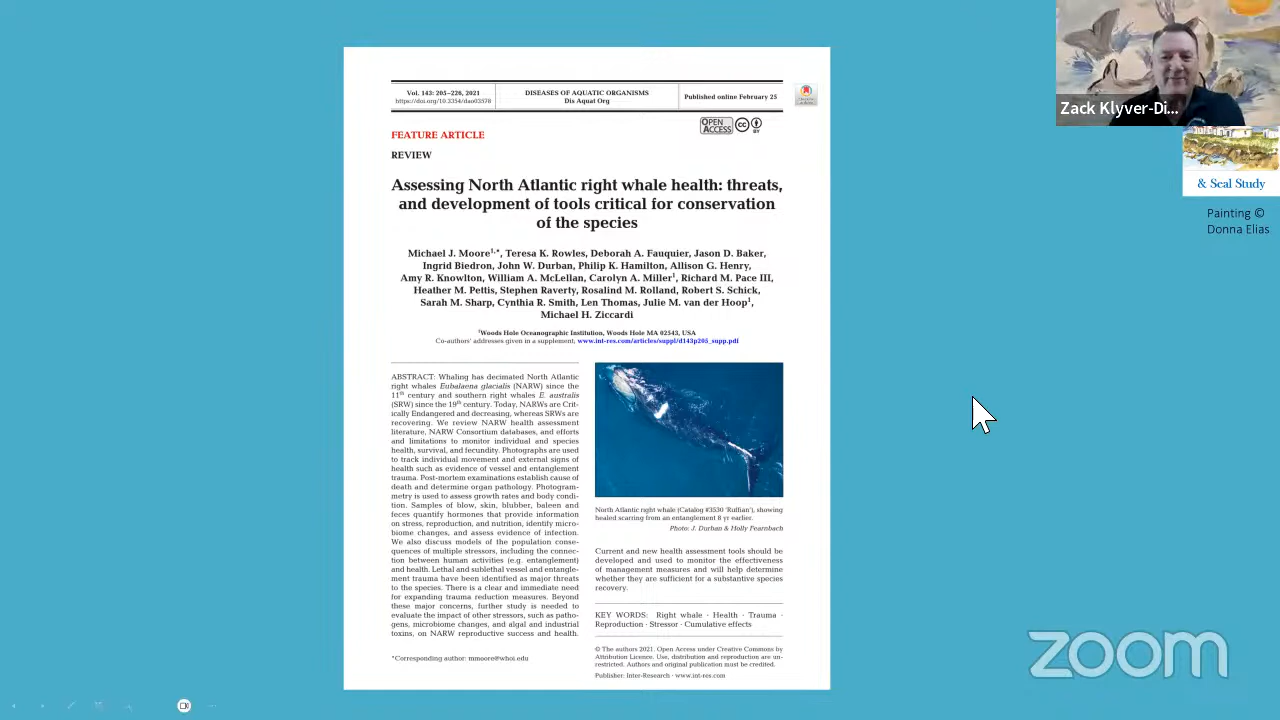 Vol. 143: 205–226, 2021
https://doi.org/10.3354/dao03578
DISEASES OF AQUATIC ORGANISMS
Dis Aquat Org
Published online February 25
OPEN ACCESS
CC
BY
FEATURE ARTICLE
REVIEW
Assessing North Atlantic right whale health: threats,
and development of tools critical for conservation
of the species
Michael J. Moore1,*, Teresa K. Rowles, Deborah A. Fauquier, Jason D. Baker,
Ingrid Biedron, John W. Durban, Philip K. Hamilton, Allison G. Henry,
Amy R. Knowlton, William A. McLellan, Carolyn A. Miller1, Richard M. Pace III,
Heather M. Pettis, Stephen Raverty, Rosalind M. Rolland, Robert S. Schick,
Sarah M. Sharp, Cynthia R. Smith, Len Thomas, Julie M. van der Hoop1,
Michael H. Ziccardi
1Woods Hole Oceanographic Institution, Woods Hole MA 02543, USA
Co-authors' addresses given in a supplement, www.int-res.com/articles/suppl/d143p205_supp.pdf
ABSTRACT: Whaling has decimated North Atlantic
right whales Eubalaena glacialis (NARW) since the
11th century and southern right whales E. australis
(SRW) since the 19th century. Today, NARWs are Crit-
ically Endangered and decreasing, whereas SRWs are
recovering. We review NARW health assessment
literature, NARW Consortium databases, and efforts
and limitations to monitor individual and species
health, survival, and fecundity. Photographs are used
to track individual movement and external signs of
health such as evidence of vessel and entanglement
trauma. Post-mortem examinations establish cause of
death and determine organ pathology. Photogram-
metry is used to assess growth rates and body condi-
tion. Samples of blow, skin, blubber, baleen and
feces quantify hormones that provide information
on stress, reproduction, and nutrition, identify micro-
biome changes, and assess evidence of infection.
We also discuss models of the population conse-
quences of multiple stressors, including the connec-
tion between human activities (e.g. entanglement)
and health. Lethal and sublethal vessel and entangle-
ment trauma have been identified as major threats
to the species. There is a clear and immediate need
for expanding trauma reduction measures. Beyond
these major concerns, further study is needed to
evaluate the impact of other stressors, such as patho-
gens, microbiome changes, and algal and industrial
toxins, on NARW reproductive success and health.
*Corresponding author: mmoore@whoi.edu
North Atlantic right whale (Catalog #3530 'Ruffian'), showing
healed scarring from an entanglement 8 yr earlier.
Photo: J. Durban & Holly Fearnbach
Current and new health assessment tools should be
developed and used to monitor the effectiveness
of management measures and will help determine
whether they are sufficient for a substantive species
recovery.
KEY WORDS: Right whale · Health · Trauma ·
Reproduction · Stressor · Cumulative effects
© The authors 2021. Open Access under Creative Commons by
Attribution Licence. Use, distribution and reproduction are un-
restricted. Authors and original publication must be credited.
Publisher: Inter-Research · www.int-res.com
Zack Klyver-Di...
& Seal Study
Painting ©
Donna Elias
zoom